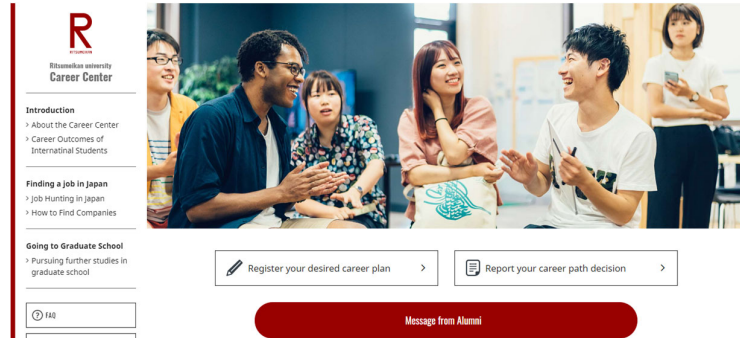 R
RITSUMEIKAN
Ritsumeikan university
Career Center
Introduction
> About the Career Center
> Career Outcomes of
Internatinal Students
Finding a job in Japan
> Job Hunting in Japan
> How to Find Companies
Going to Graduate School
> Pursuing further studies in
graduate school
? FAQ
Register your desired career plan >
Report your career path decision >
Message from Alumni